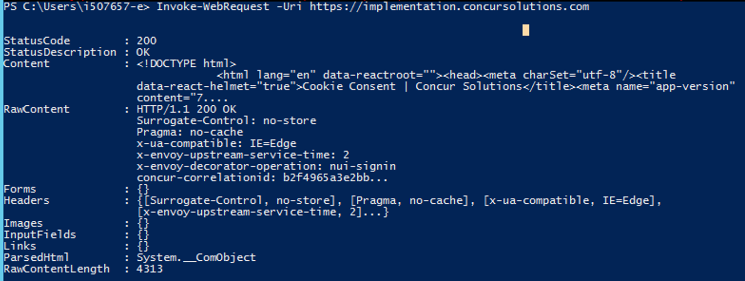 PS C:\Users\i507657-e> Invoke-WebRequest -Uri https://implementation.concursolutions.com
StatusCode : 200
StatusDescription : OK
Content : <!DOCTYPE html>
<html lang="en" data-reactroot=""><head><meta charSet="utf-8"/><title
data-react-helmet="true">Cookie Consent | Concur Solutions</title><meta name="app-version"
content="7....
RawContent : HTTP/1.1 200 OK
Surrogate-Control: no-store
Pragma: no-cache
x-ua-compatible: IE=Edge
x-envoy-upstream-service-time: 2
x-envoy-decorator-operation: nui-signin
concur-correlationid: b2f4965a3e2bb...
Forms : {}
Headers : {[Surrogate-Control, no-store], [Pragma, no-cache], [x-ua-compatible, IE=Edge],
[x-envoy-upstream-service-time, 2]...}
Images : {}
InputFields : {}
Links : {}
ParsedHtml : System.__ComObject
RawContentLength : 4313